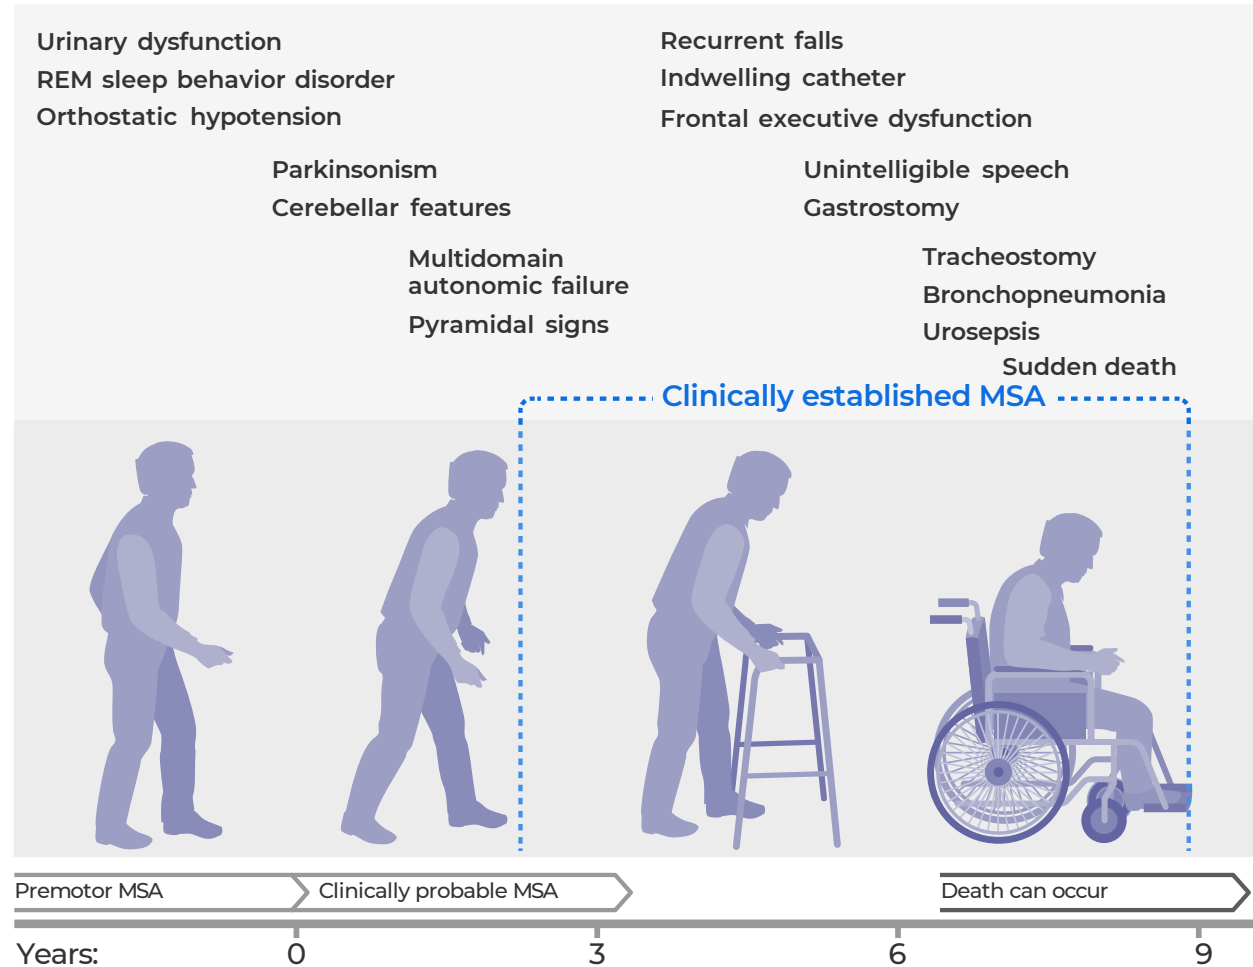 Urinary dysfunction
REM sleep behavior disorder
Orthostatic hypotension
Recurrent falls
Indwelling catheter
Frontal executive dysfunction
Parkinsonism
Cerebellar features
Unintelligible speech
Gastrostomy
Multidomain
autonomic failure
Pyramidal signs
Tracheostomy
Bronchopneumonia
Urosepsis
Sudden death
Clinically established MSA
Premotor MSA
Clinically probable MSA
Death can occur
Years: 0 3 6 9